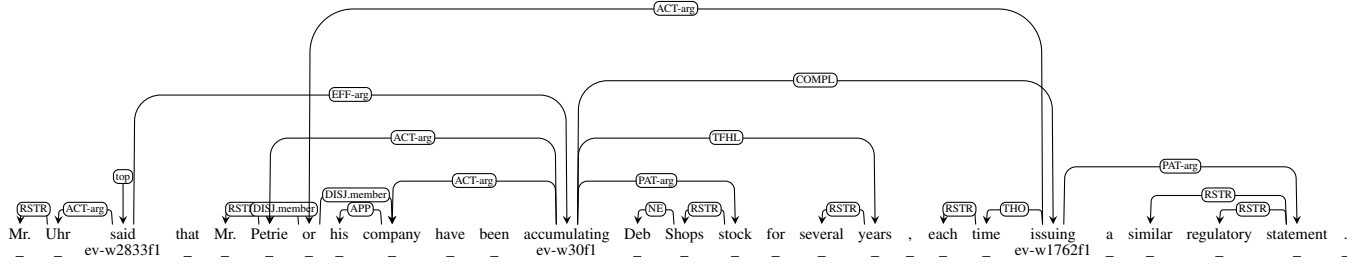 ACT-arg
COMPL
EFF-arg
ACT-arg TFHL
PAT-arg
top ACT-arg PAT-arg
DISJ.member RSTR
RSTR ACT-arg RSTR DISJ.member APP NE RSTR RSTR RSTR THO RSTR
Mr. Uhr said that Mr. Petrie or his company have been accumulating Deb Shops stock for several years , each time issuing a similar regulatory statement .
_ _ ev-w2833f1 _ _ _ _ _ _ _ _ ev-w30f1 _ _ _ _ _ _ _ _ _ ev-w1762f1 _ _ _ _ _